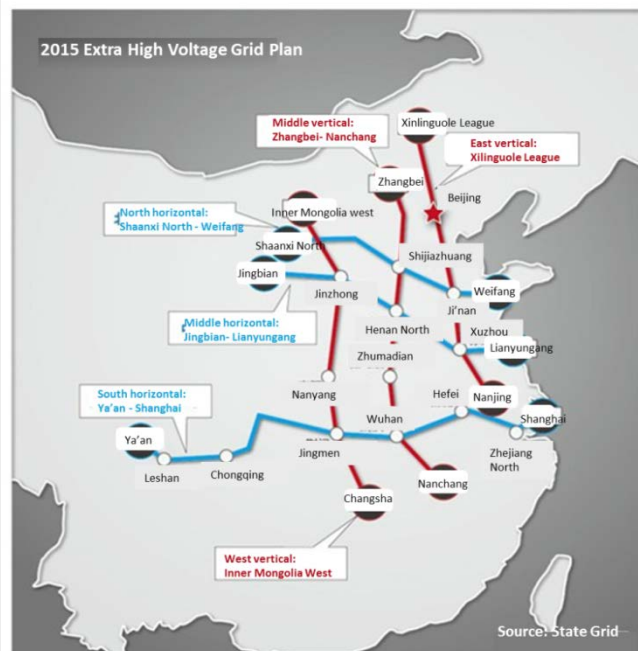 2015 Extra High Voltage Grid Plan
Middle vertical:
Zhangbei- Nanchang
Xinlinguole League
East vertical:
Xilinguole League
Zhangbei
Beijing
North horizontal:
Shaanxi North - Weifang
Inner Mongolia west
Shaanxi North
Shijiazhuang
Jingbian
Jinzhong
Weifang
Ji'nan
Middle horizontal:
Jingbian- Lianyungang
Henan North
Xuzhou
Lianyungang
Zhumadian
South horizontal:
Ya'an - Shanghai
Nanyang
Hefei
Nanjing
Wuhan
Shanghai
Ya'an
Leshan
Chongqing
Jingmen
Zhejiang
North
Changsha
Nanchang
West vertical:
Inner Mongolia West
Source: State Grid